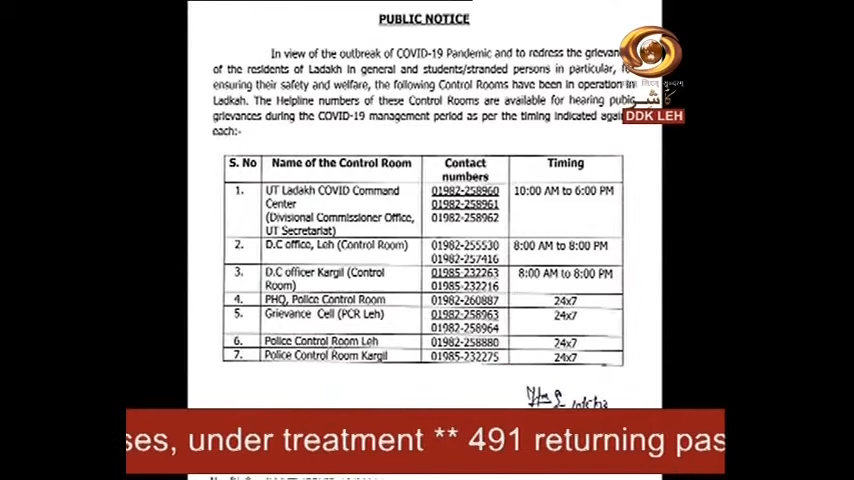 PUBLIC NOTICE
In view of the outbreak of COVID-19 Pandemic and to redress the
of the residents of Ladakh in general and students/stranded persons in particular,
ensuring their safety and welfare, the following Control Rooms have been in operation in
Ladkah. The Helpline numbers of these Control Rooms are available for hearing pubic
grievances during the COVID-19 management period as per the timing indicated
each:-
DDK LEH
S. No Name of the Control Room Contact numbers Timing
1. UT Ladakh COVID Command 01982-258960 10:00 AM to 6:00 PM
Center 01982-258961
(Divisional Commissioner Office, 01982-258962
UT Secretariat)
2. D.C office, Leh (Control Room) 01982-255530 8:00 AM to 8:00 PM
01982-257416
3. D.C officer Kargil (Control 01985-232263 8:00 AM to 8:00 PM
Room) 01985-232216
4. PHQ, Police Control Room 01982-260887 24x7
5. Grievance Cell (PCR Leh) 01982-258963 24x7
01982-258964
6. Police Control Room Leh 01982-258880 24x7
7. Police Control Room Kargil 01985-232275 24x7
ses, under treatment ** 491 returning pas